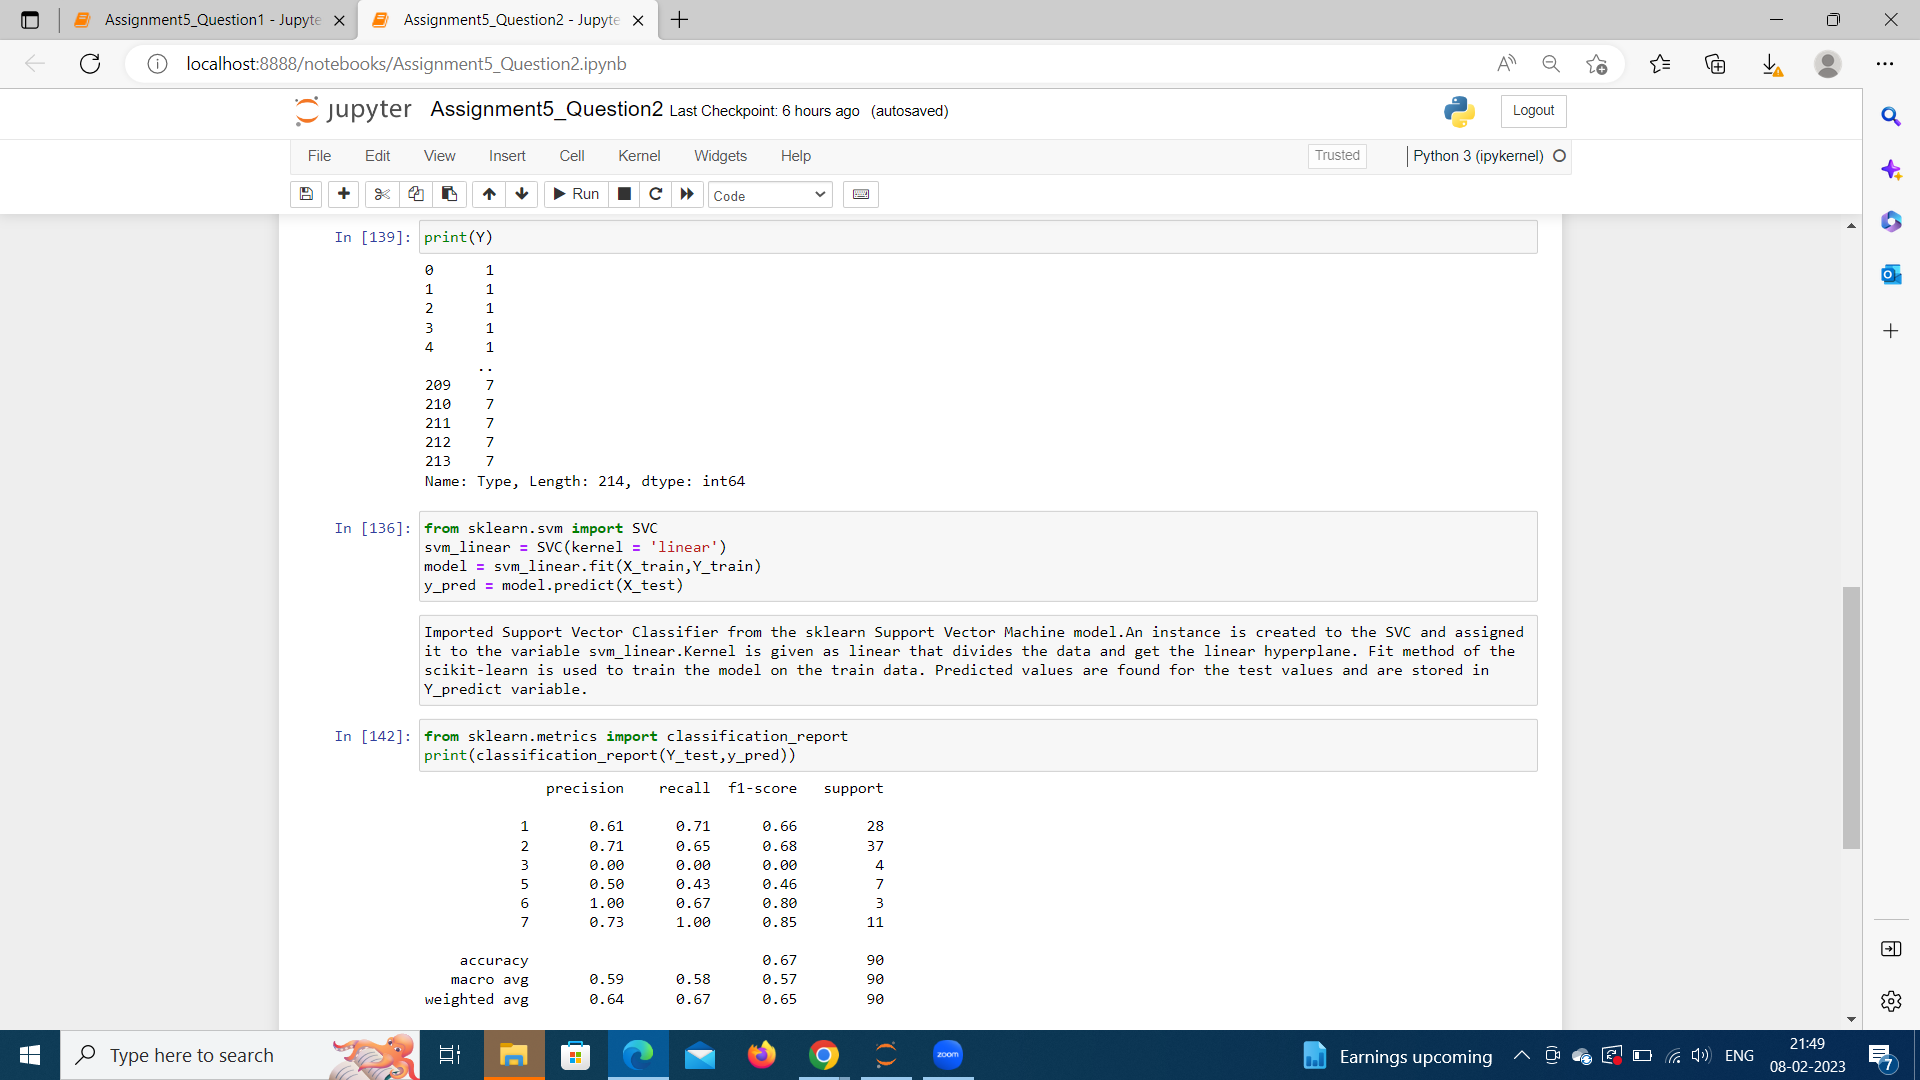 Assignment5_Question1 - Jupyte
Assignment5_Question2 - Jupyte
localhost:8888/notebooks/Assignment5_Question2.ipynb
jupyter Assignment5_Question2 Last Checkpoint: 6 hours ago (autosaved)
Logout
File Edit View Insert Cell Kernel Widgets Help
Trusted
Python 3 (ipykernel)
Run
Code
In [139]: print(Y)
0 1
1 1
2 1
3 1
4 1
..
209 7
210 7
211 7
212 7
213 7
Name: Type, Length: 214, dtype: int64
In [136]: from sklearn.svm import SVC
svm_linear = SVC(kernel = 'linear')
model = svm_linear.fit(X_train,Y_train)
y_pred = model.predict(X_test)
Imported Support Vector Classifier from the sklearn Support Vector Machine model.An instance is created to the SVC and assigned
it to the variable svm_linear.Kernel is given as linear that divides the data and get the linear hyperplane. Fit method of the
scikit-learn is used to train the model on the train data. Predicted values are found for the test values and are stored in
Y_predict variable.
In [142]: from sklearn.metrics import classification_report
print(classification_report(Y_test,y_pred))
precision recall f1-score support
1 0.61 0.71 0.66 28
2 0.71 0.65 0.68 37
3 0.00 0.00 0.00 4
5 0.50 0.43 0.46 7
6 1.00 0.67 0.80 3
7 0.73 1.00 0.85 11
accuracy 0.67 90
macro avg 0.59 0.58 0.57 90
weighted avg 0.64 0.67 0.65 90
Type here to search
zoom
Earnings upcoming
ENG
21:49
08-02-2023
7